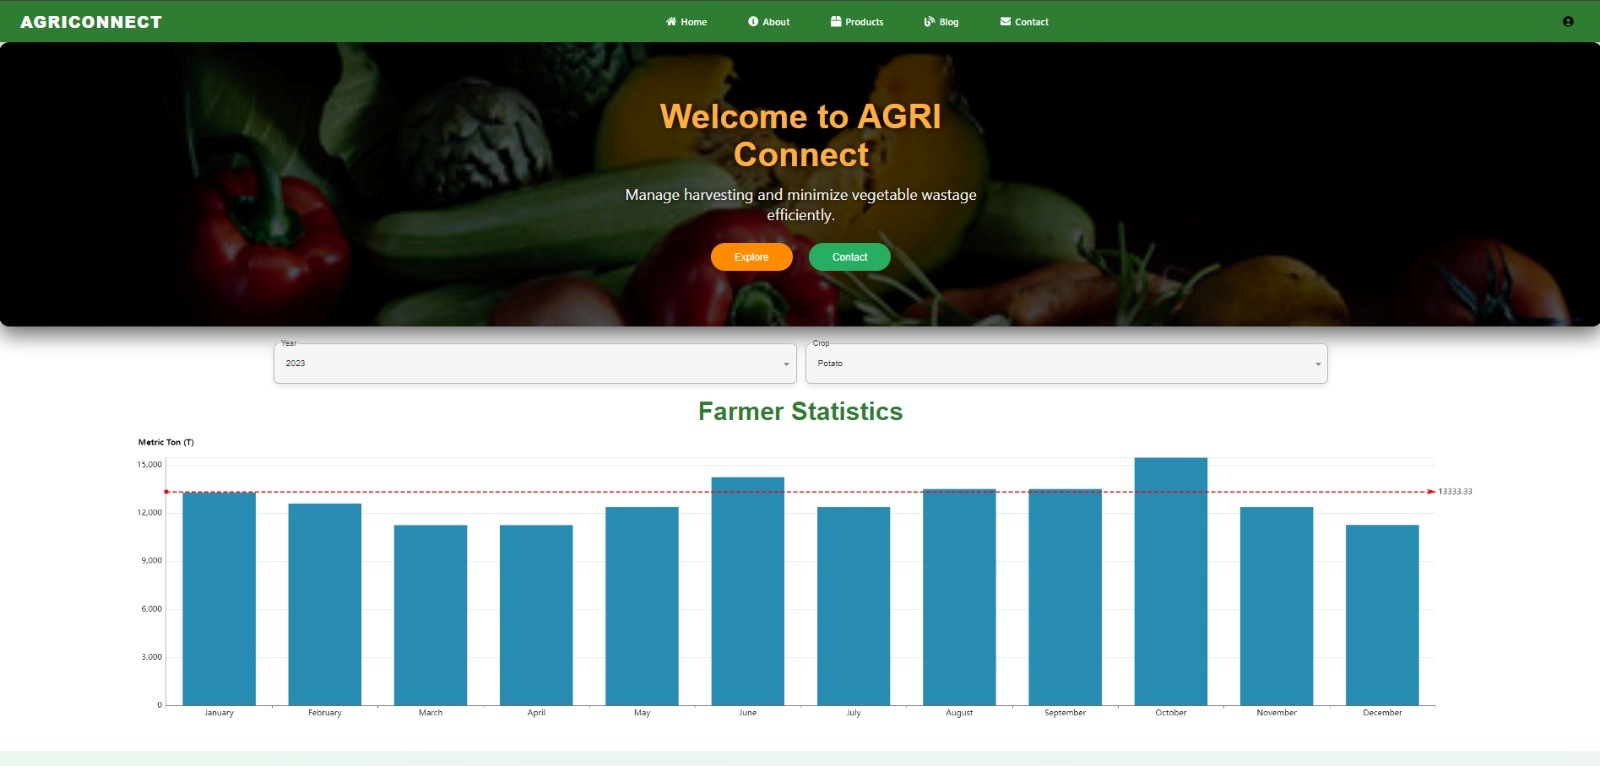 AGRICONNECT
Home
About
Products
Blog
Contact
Welcome to AGRI
Connect
Manage harvesting and minimize vegetable wastage
efficiently.
Explore
Contact
Year
2023
Crop
Potato
Farmer Statistics
Metric Ton (T)
15,000
13333.33
12,000
9,000
6,000
3,000
0
January
February
March
April
May
June
July
August
September
October
November
December